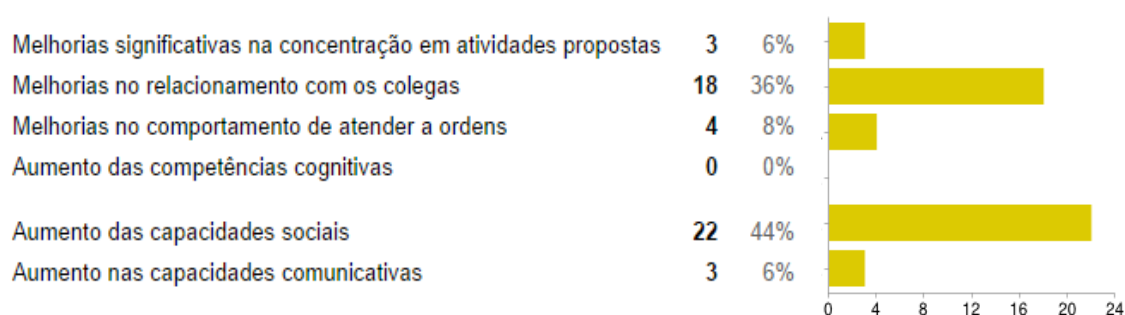 Melhorias significativas na concentração em atividades propostas 3 6%
Melhorias no relacionamento com os colegas 18 36%
Melhorias no comportamento de atender a ordens 4 8%
Aumento das competências cognitivas 0 0%
Aumento das capacidades sociais 22 44%
Aumento nas capacidades comunicativas 3 6%
0 4 8 12 16 20 24